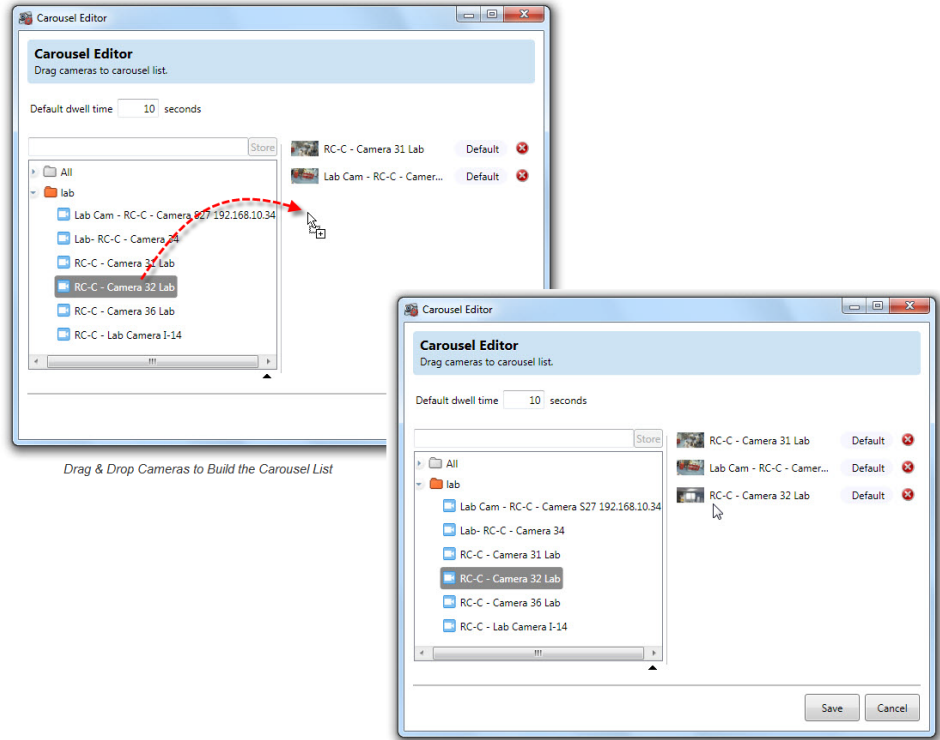 Carousel Editor
Carousel Editor
Drag cameras to carousel list.
Default dwell time 10 seconds
Store
All
lab
Lab Cam - RC-C - Camera S27 192.168.10.34
Lab- RC-C - Camera 34
RC-C - Camera 31 Lab
RC-C - Camera 32 Lab
RC-C - Camera 36 Lab
RC-C - Lab Camera I-14
RC-C - Camera 31 Lab Default
Lab Cam - RC-C - Camer... Default
Drag & Drop Cameras to Build the Carousel List
Carousel Editor
Carousel Editor
Drag cameras to carousel list.
Default dwell time 10 seconds
Store
All
lab
Lab Cam - RC-C - Camera S27 192.168.10.34
Lab- RC-C - Camera 34
RC-C - Camera 31 Lab
RC-C - Camera 32 Lab
RC-C - Camera 36 Lab
RC-C - Lab Camera I-14
RC-C - Camera 31 Lab Default
Lab Cam - RC-C - Camer... Default
RC-C - Camera 32 Lab Default
Save Cancel